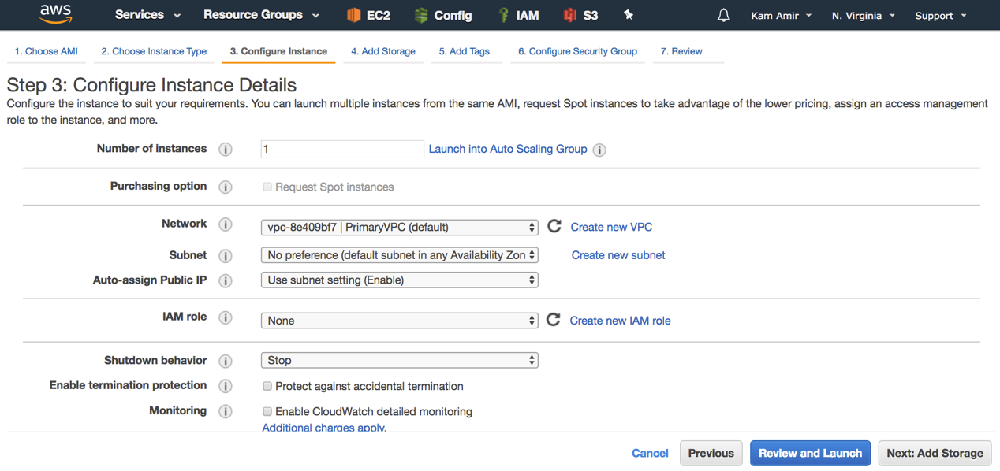 aws Services Resource Groups EC2 Config IAM S3 Kam Amir N. Virginia Support
1. Choose AMI 2. Choose Instance Type 3. Configure Instance 4. Add Storage 5. Add Tags 6. Configure Security Group 7. Review
Step 3: Configure Instance Details
Configure the instance to suit your requirements. You can launch multiple instances from the same AMI, request Spot instances to take advantage of the lower pricing, assign an access management
role to the instance, and more.
Number of instances i 1 Launch into Auto Scaling Group i
Purchasing option i Request Spot instances
Network i vpc-8e409bf7 | PrimaryVPC (default) Create new VPC
Subnet i No preference (default subnet in any Availability Zon Create new subnet
Auto-assign Public IP i Use subnet setting (Enable)
IAM role i None Create new IAM role
Shutdown behavior i Stop
Enable termination protection i Protect against accidental termination
Monitoring i Enable CloudWatch detailed monitoring
Additional charges apply.
Cancel Previous Review and Launch Next: Add Storage